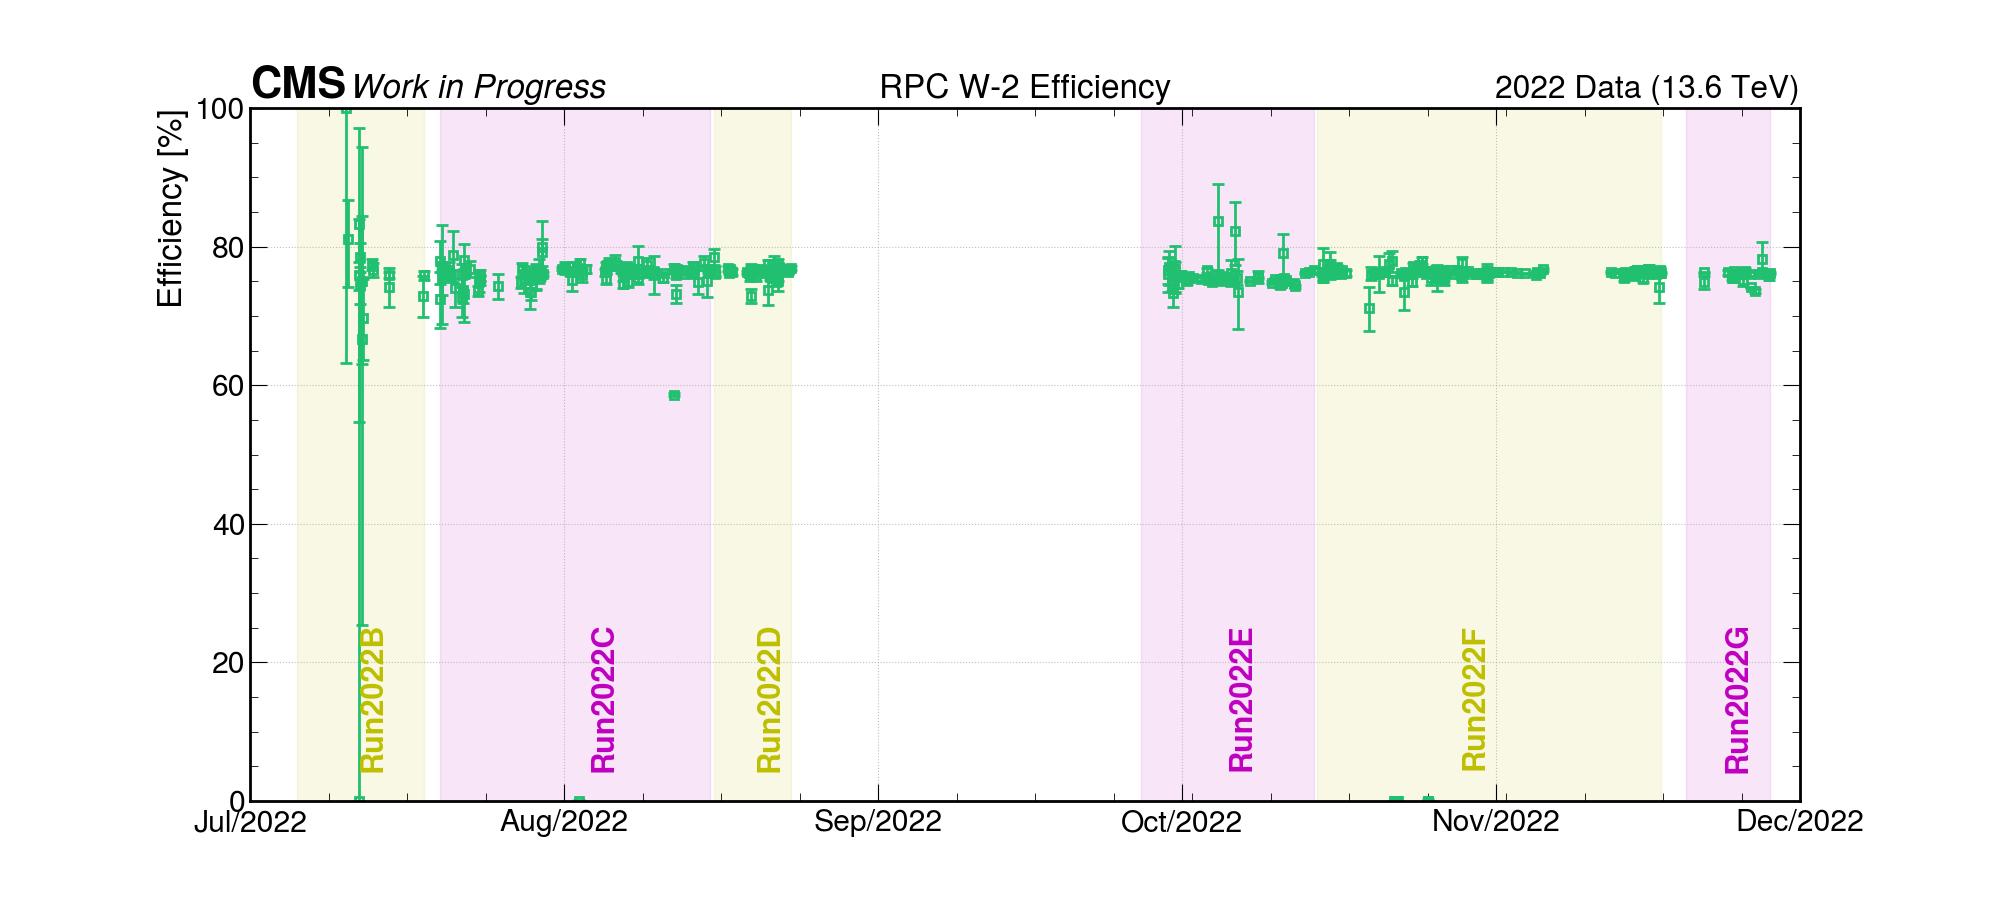 CMS Work in Progress RPC W-2 Efficiency 2022 Data (13.6 TeV)
Efficiency [%]
100
80
60
40
20
0
Run2022B
Run2022C
Run2022D
Run2022E
Run2022F
Run2022G
Jul/2022 Aug/2022 Sep/2022 Oct/2022 Nov/2022 Dec/2022